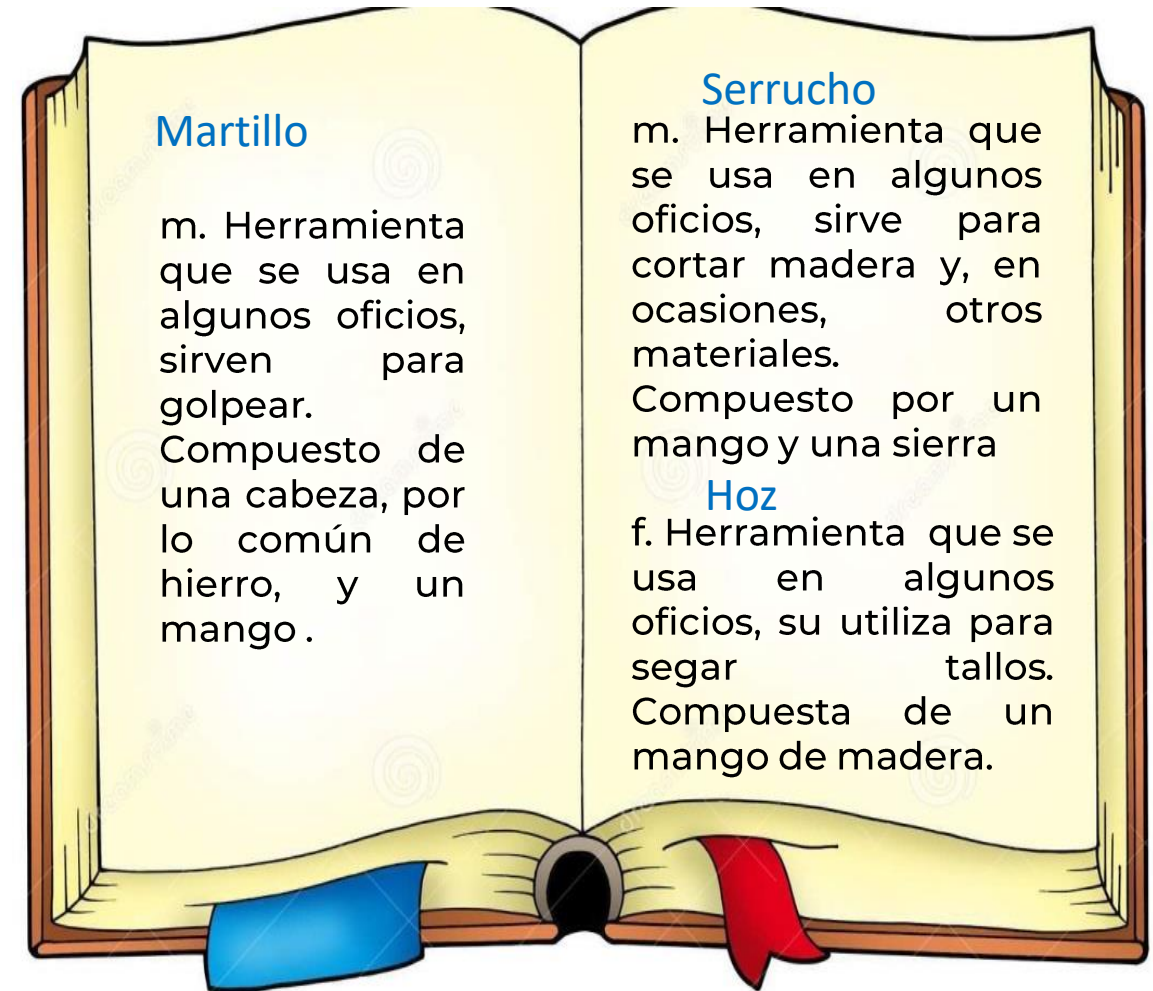 Martillo
m. Herramienta
que se usa en
algunos oficios,
sirven para
golpear.
Compuesto de
una cabeza, por
lo común de
hierro, y un
mango .
Serrucho
m. Herramienta que
se usa en algunos
oficios, sirve para
cortar madera y, en
ocasiones, otros
materiales.
Compuesto por un
mango y una sierra
Hoz
f. Herramienta que se
usa en algunos
oficios, su utiliza para
segar tallos.
Compuesta de un
mango de madera.